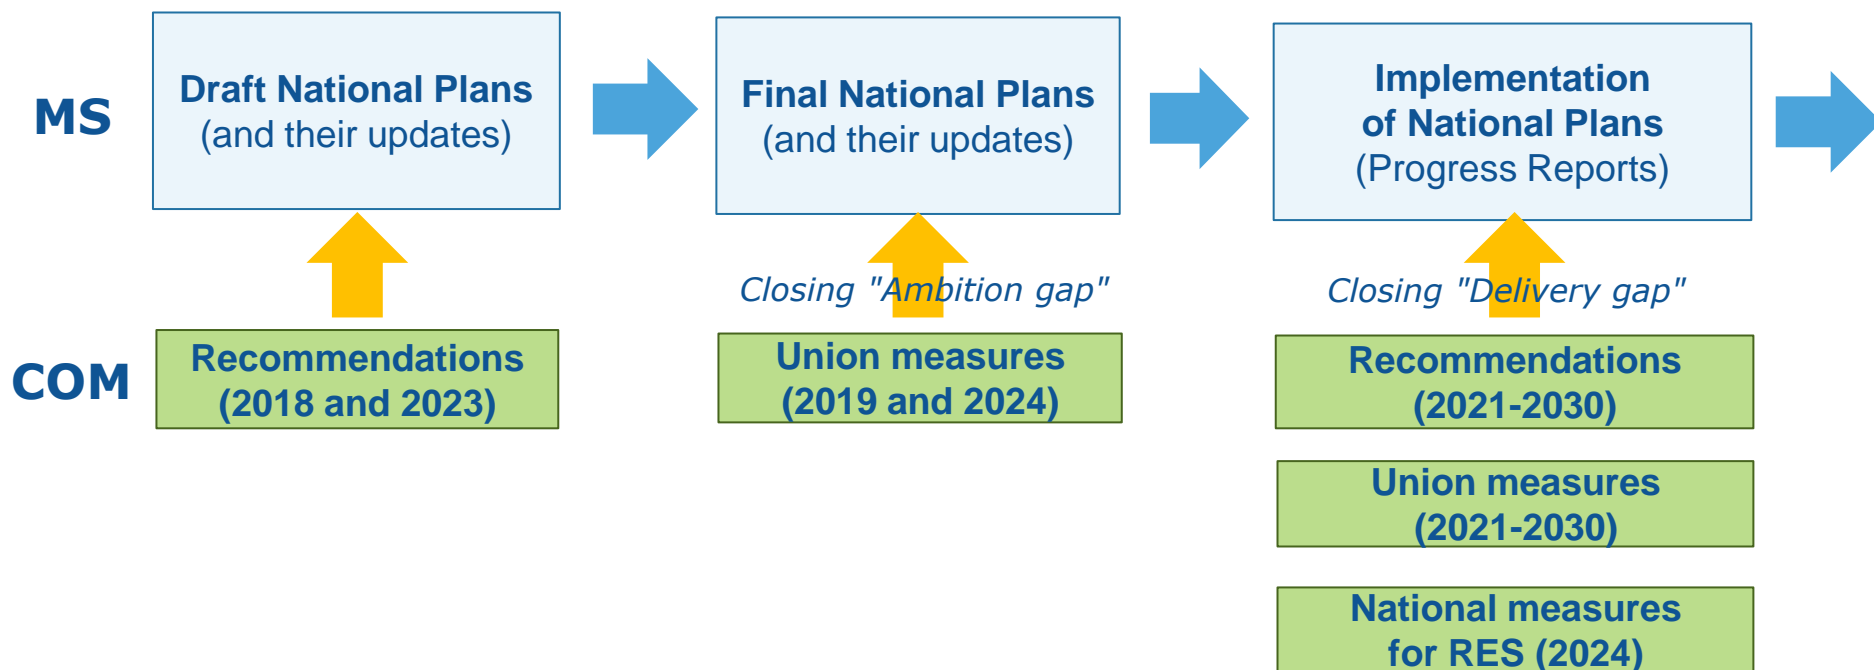 MS
Draft National Plans
(and their updates)
Final National Plans
(and their updates)
Implementation
of National Plans
(Progress Reports)
Closing "Ambition gap"
Closing "Delivery gap"
COM
Recommendations
(2018 and 2023)
Union measures
(2019 and 2024)
Recommendations
(2021-2030)
Union measures
(2021-2030)
National measures
for RES (2024)